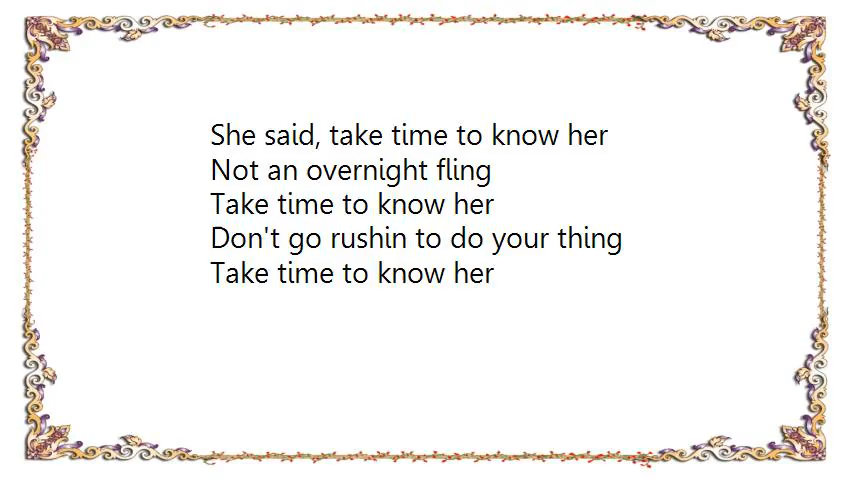 She said, take time to know her
Not an overnight fling
Take time to know her
Don't go rushin to do your thing
Take time to know her